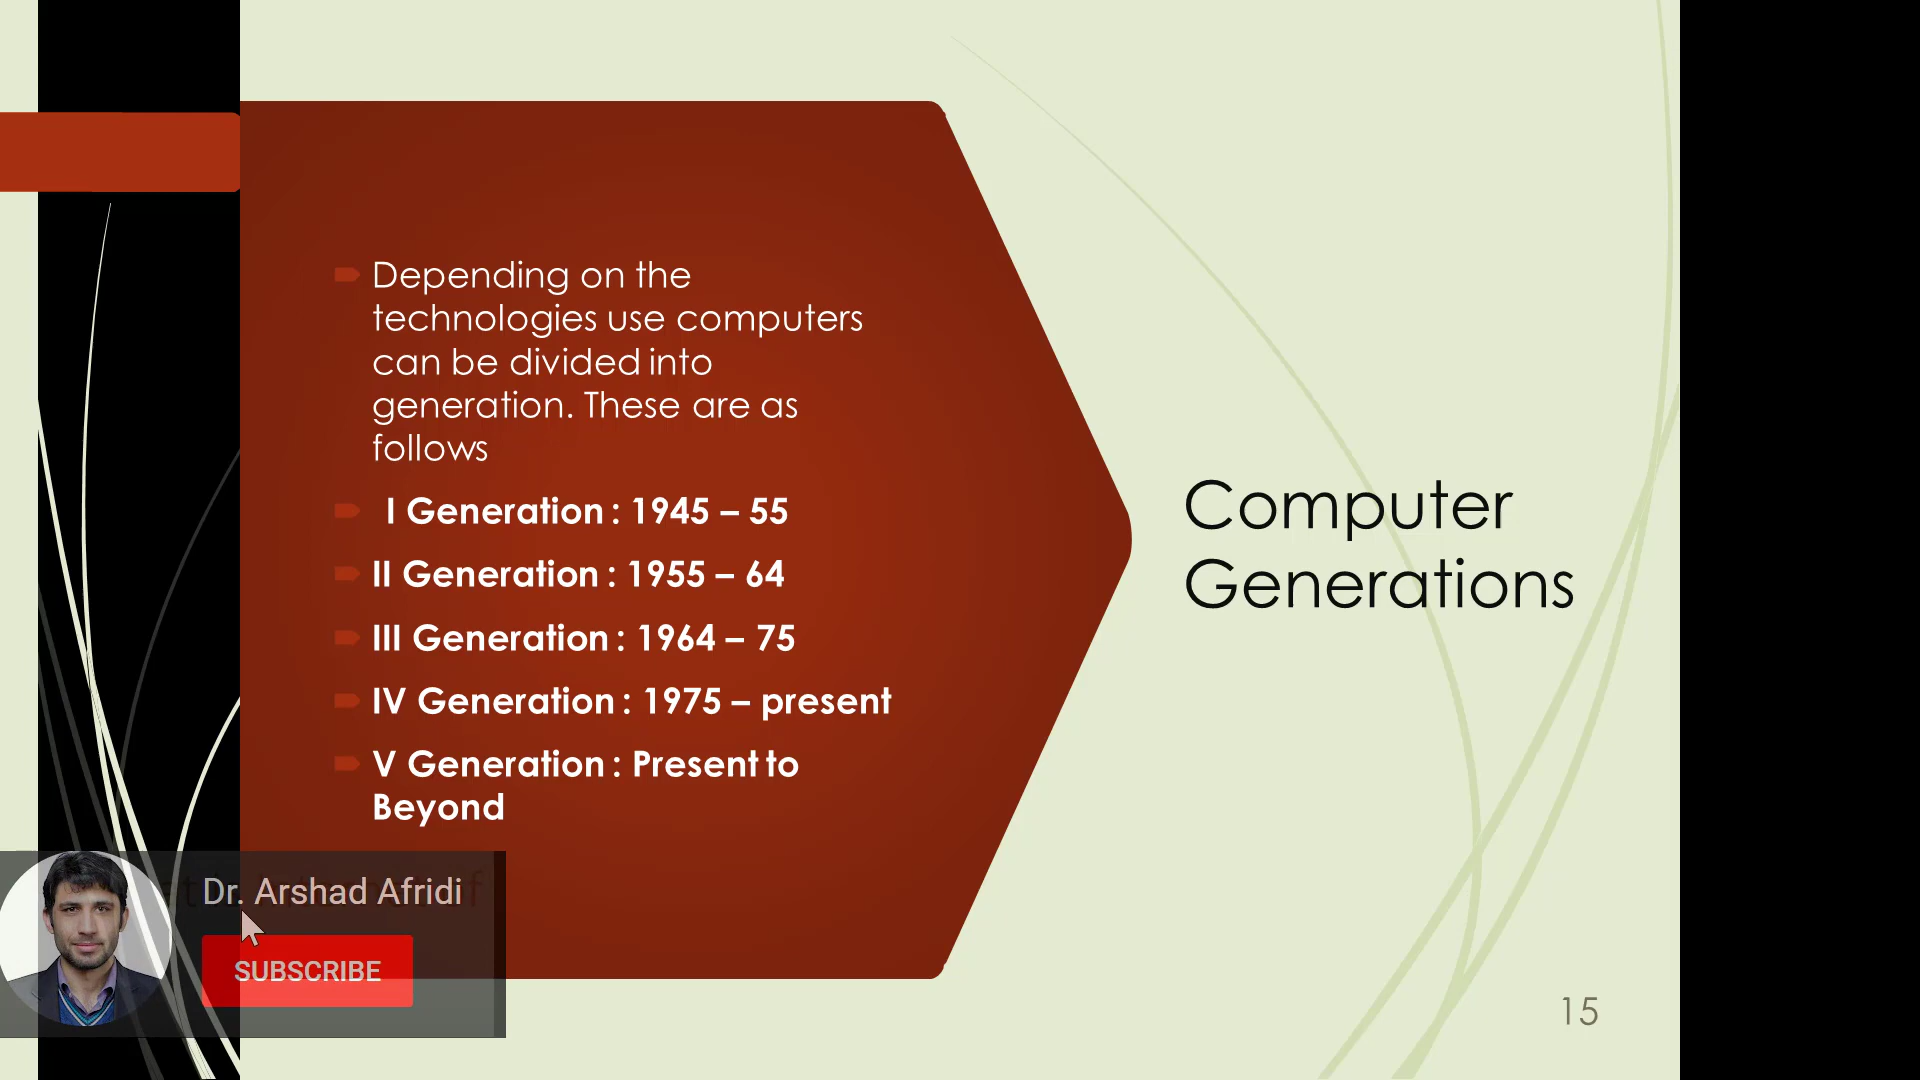 Depending on the
technologies use computers
can be divided into
generation. These are as
follows
I Generation : 1945 – 55
II Generation : 1955 – 64
III Generation : 1964 – 75
IV Generation : 1975 – present
V Generation : Present to
Beyond
Computer
Generations
Dr. Arshad Afridi
SUBSCRIBE
15